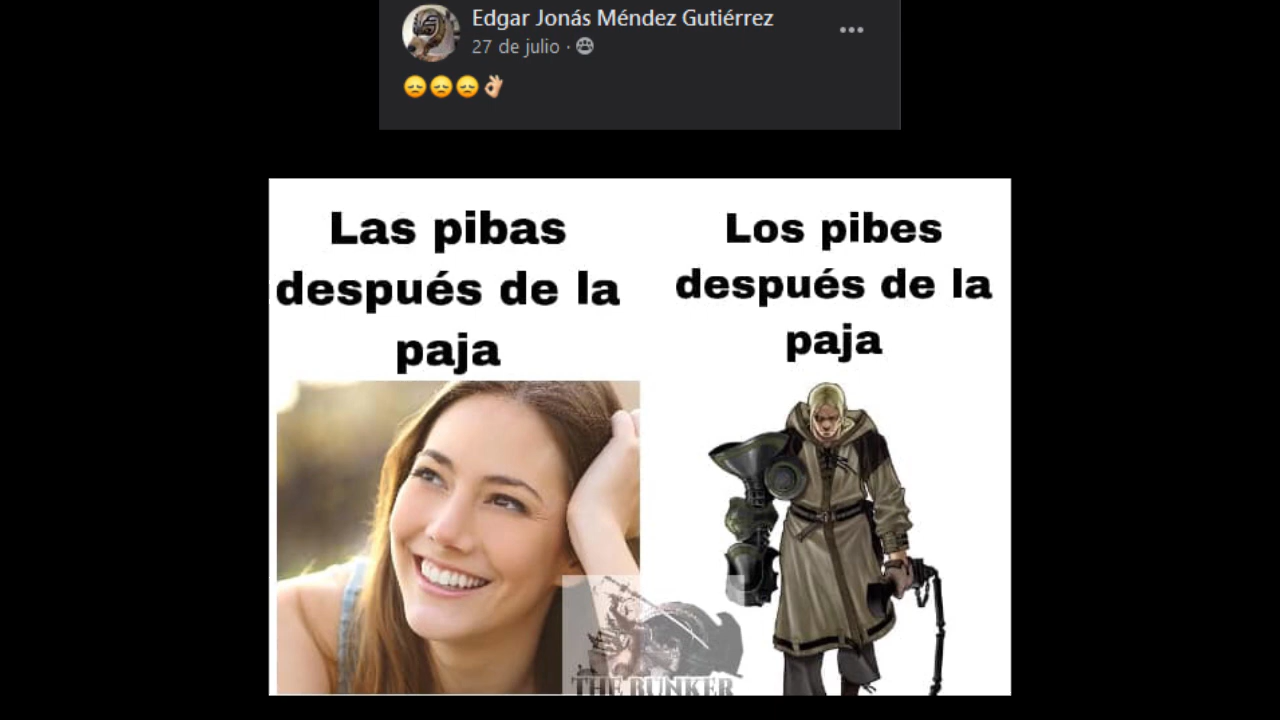 Edgar Jonás Méndez Gutiérrez
27 de julio ·
Las pibas
después de la
paja
Los pibes
después de la
paja
THE BUNKER